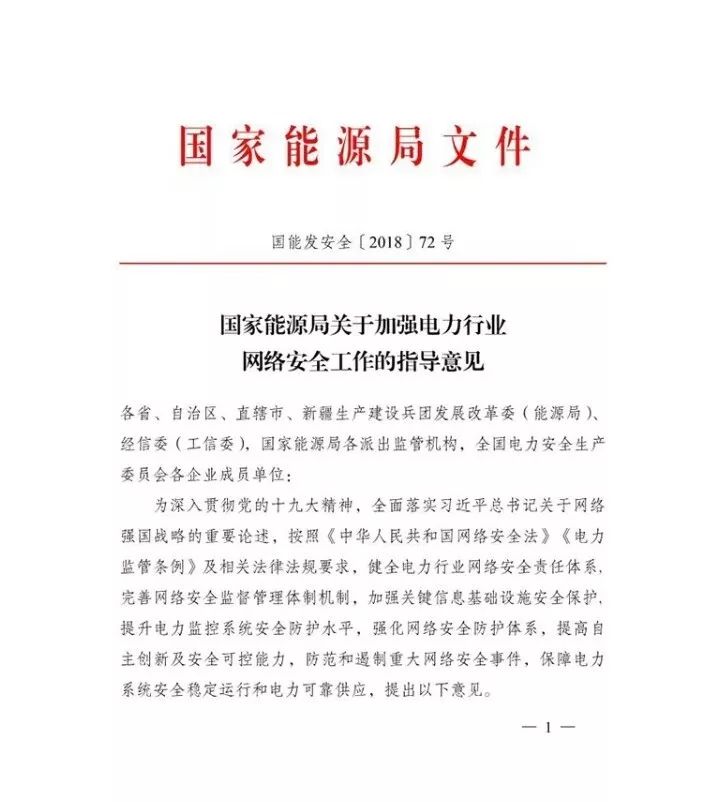 国家能源局文件
国能发安全〔2018〕72 号
国家能源局关于加强电力行业
网络安全工作的指导意见
各省、自治区、直辖市、新疆生产建设兵团发展改革委（能源局）、
经信委（工信委），国家能源局各派出监管机构，全国电力安全生产
委员会各企业成员单位：
为深入贯彻党的十九大精神，全面落实习近平总书记关于网络
强国战略的重要论述，按照《中华人民共和国网络安全法》《电力
监管条例》及相关法律法规要求，健全电力行业网络安全责任体系，
完善网络安全监督管理体制机制，加强关键信息基础设施安全保护，
提升电力监控系统安全防护水平，强化网络安全防护体系，提高自
主创新及安全可控能力，防范和遏制重大网络安全事件，保障电力
系统安全稳定运行和电力可靠供应，提出以下意见。
— 1 —